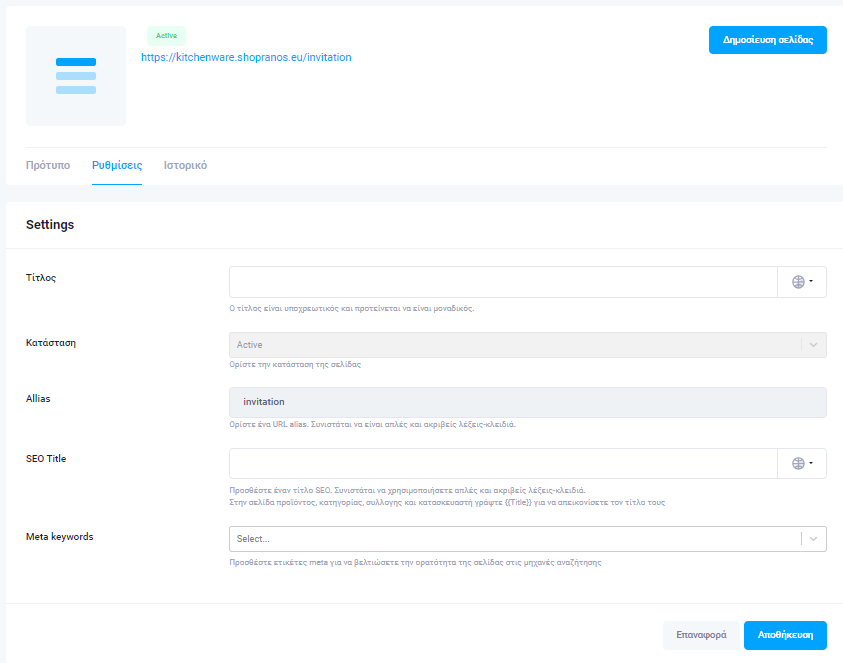 Active
Δημοσίευση σελίδας
https://kitchenware.shopranos.eu/invitation
Πρότυπο Ρυθμίσεις Ιστορικό
Settings
Τίτλος
Ο τίτλος είναι υποχρεωτικός και προτείνεται να είναι μοναδικός.
Κατάσταση
Active
Ορίστε την κατάσταση της σελίδας
Allias
invitation
Ορίστε ένα URL alias. Συνιστάται να είναι απλές και ακριβείς λέξεις-κλειδιά.
SEO Title
Προσθέστε έναν τίτλο SEO. Συνιστάται να χρησιμοποιήσετε απλές και ακριβείς λέξεις-κλειδιά.
Στην σελίδα προϊόντος, κατηγορίας, συλλογης και κατασκευαστή γράψτε {{Title}} για να απεικονίσετε τον τίτλο τους
Meta keywords
Select...
Προσθέστε ετικέτες meta για να βελτιώσετε την ορατότητα της σελίδας στις μηχανές αναζήτησης
Επαναφορά Αποθήκευση